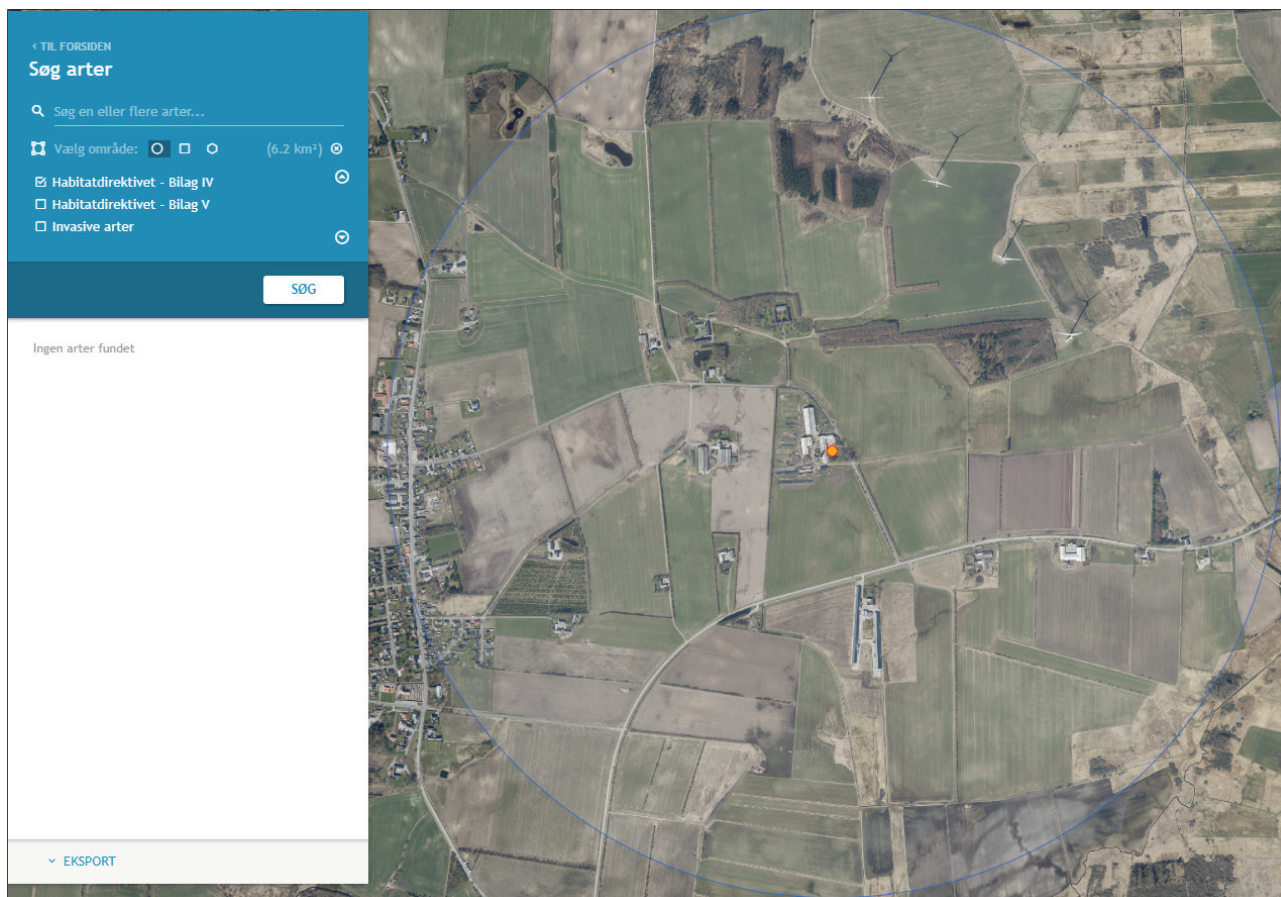 ‹ TIL FORSIDEN
Søg arter
Søg en eller flere arter...
Vælg område: (6.2 km²)
Habitatdirektivet - Bilag IV
Habitatdirektivet - Bilag V
Invasive arter
SØG
Ingen arter fundet
EKSPORT